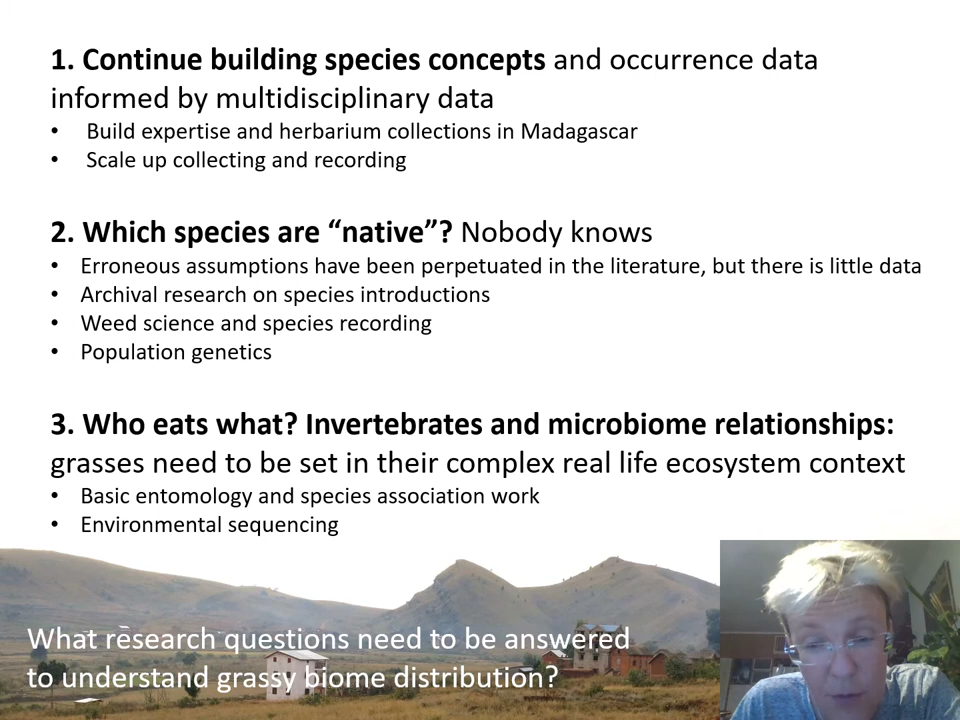 1. Continue building species concepts and occurrence data
informed by multidisciplinary data
• Build expertise and herbarium collections in Madagascar
• Scale up collecting and recording
2. Which species are “native”? Nobody knows
• Erroneous assumptions have been perpetuated in the literature, but there is little data
• Archival research on species introductions
• Weed science and species recording
• Population genetics
3. Who eats what? Invertebrates and microbiome relationships:
grasses need to be set in their complex real life ecosystem context
• Basic entomology and species association work
• Environmental sequencing
What research questions need to be answered
to understand grassy biome distribution?